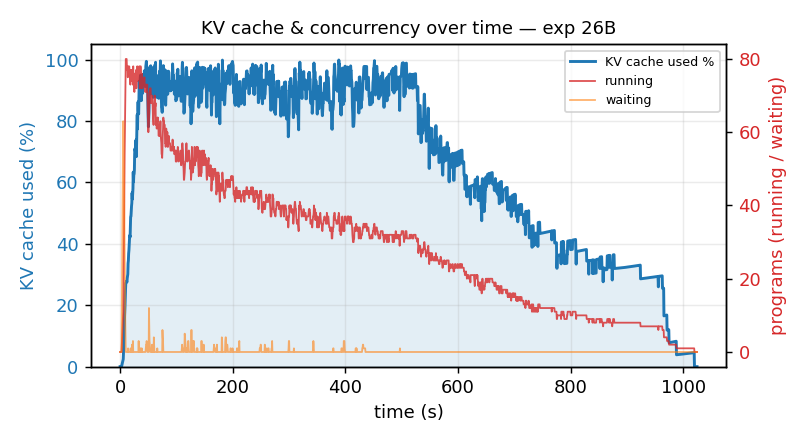 KV cache & concurrency over time — exp 26B
KV cache used %
running
waiting
KV cache used (%)
100
80
60
40
20
0
80
60
40
20
0
programs (running / waiting)
0 200 400 600 800 1000
time (s)